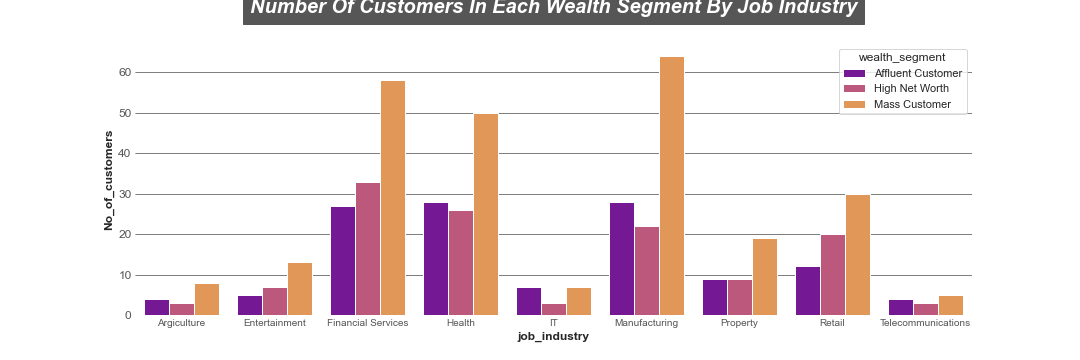 Number Of Customers In Each Wealth Segment By Job Industry
wealth_segment
Affluent Customer
High Net Worth
Mass Customer
No_of_customers
60
50
40
30
20
10
0
Argiculture Entertainment Financial Services Health IT Manufacturing Property Retail Telecommunications
job_industry